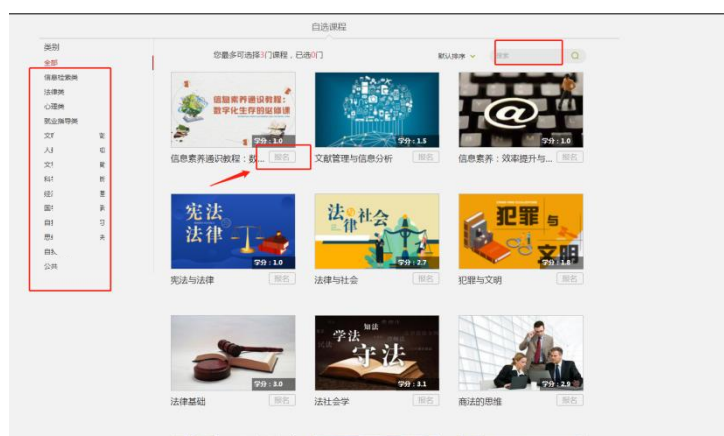 自选课程
类别
您最多可选择3门课程，已选0门
默认排序
搜索
全部
信息检索类
法律类
心理类
就业指导类
公共
信息素养通识教程：
数字化生存的必修课
学分：1.0
学分：1.5
学分：1.0
信息素养通识教程：数...
报名
文献管理与信息分析
报名
信息素养：效率提升与...
报名
宪法
法律
学分：1.0
法律社会
学分：2.7
犯罪与
文明
学分：1.8
宪法与法律
报名
法律与社会
报名
犯罪与文明
报名
学分：3.0
知法
学法
守法
学分：3.1
学分：2.9
法律基础
报名
法社会学
报名
商法的思维
报名